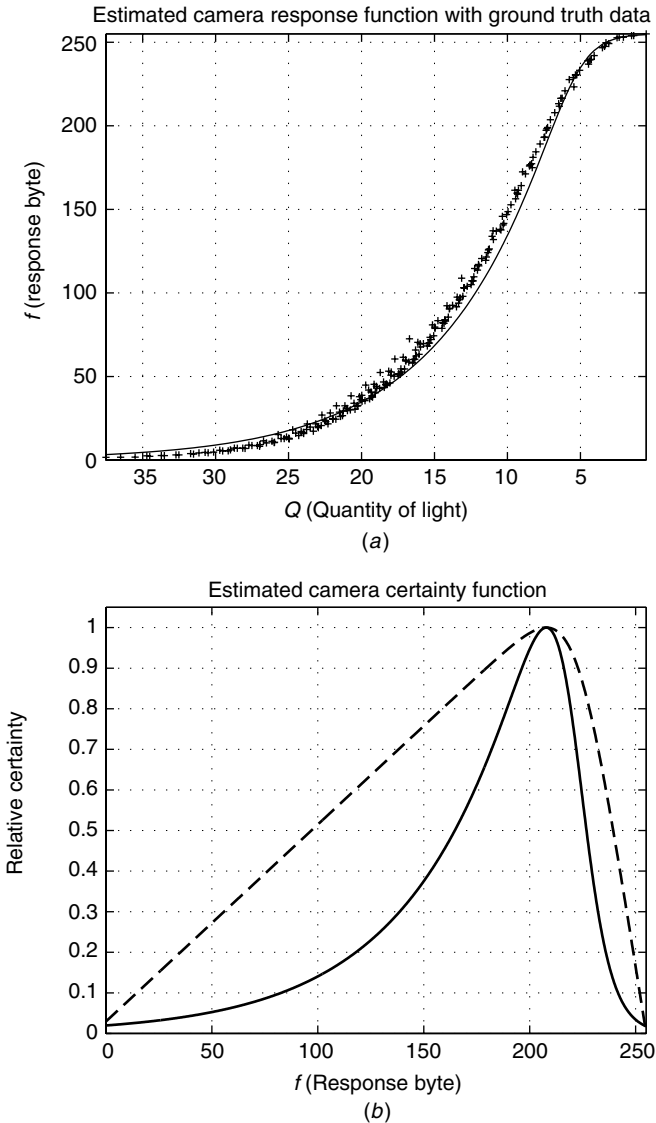 Estimated camera response function with ground truth data
250
200
150
100
50
0
f (response byte)
35 30 25 20 15 10 5
Q (Quantity of light)
(a)
Estimated camera certainty function
1
0.9
0.8
0.7
0.6
0.5
0.4
0.3
0.2
0.1
0
Relative certainty
0 50 100 150 200 250
f (Response byte)
(b)